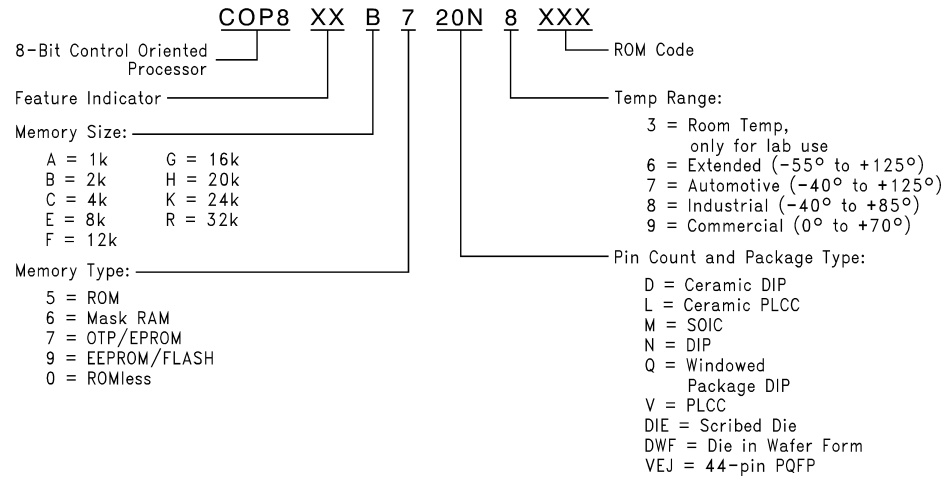 COP8 XX B 7 20N 8 XXX
8-Bit Control Oriented
Processor
Feature Indicator
Memory Size:
A = 1k G = 16k
B = 2k H = 20k
C = 4k K = 24k
E = 8k R = 32k
F = 12k
Memory Type:
5 = ROM
6 = Mask RAM
7 = OTP/EPROM
9 = EEPROM/FLASH
0 = ROMless
ROM Code
Temp Range:
3 = Room Temp,
only for lab use
6 = Extended (-55° to +125°)
7 = Automotive (-40° to +125°)
8 = Industrial (-40° to +85°)
9 = Commercial (0° to +70°)
Pin Count and Package Type:
D = Ceramic DIP
L = Ceramic PLCC
M = SOIC
N = DIP
Q = Windowed
Package DIP
V = PLCC
DIE = Scribed Die
DWF = Die in Wafer Form
VEJ = 44-pin PQFP